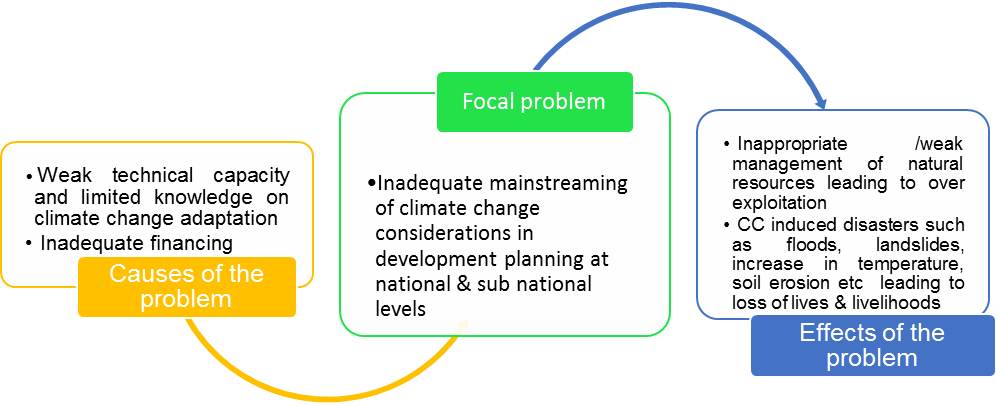 • Weak technical capacity
and limited knowledge on
climate change adaptation
• Inadequate financing
Causes of the
problem
Focal problem
•Inadequate mainstreaming
of climate change
considerations in
development planning at
national & sub national
levels
• Inappropriate /weak
management of natural
resources leading to over
exploitation
• CC induced disasters such
as floods, landslides,
increase in temperature,
soil erosion etc leading to
loss of lives & livelihoods
Effects of the
problem